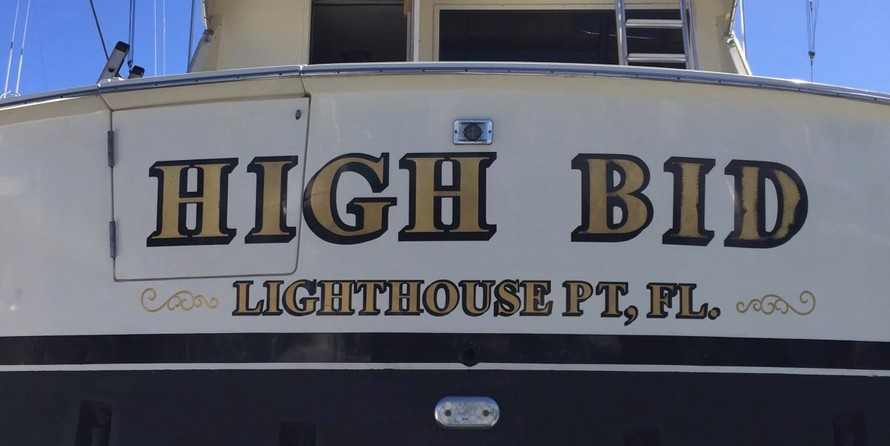 HIGH BID
LIGHTHOUSE PT, FL.